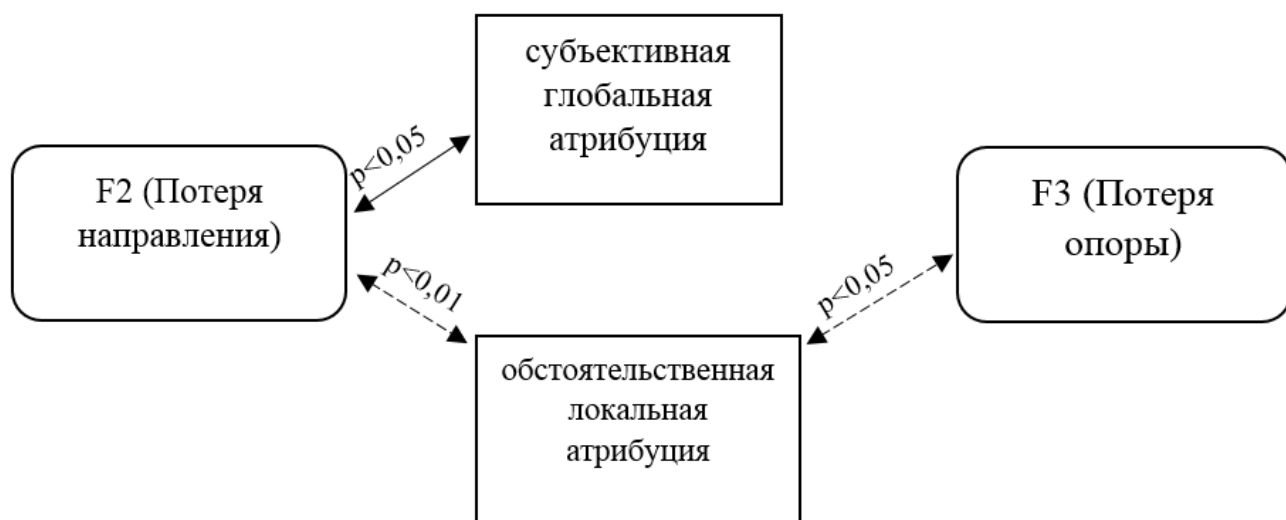 субъективная
глобальная
атрибуция
p<0,05
F2 (Потеря
направления)
F3 (Потеря
опоры)
p<0,01
p<0,05
обстоятельственная
локальная
атрибуция